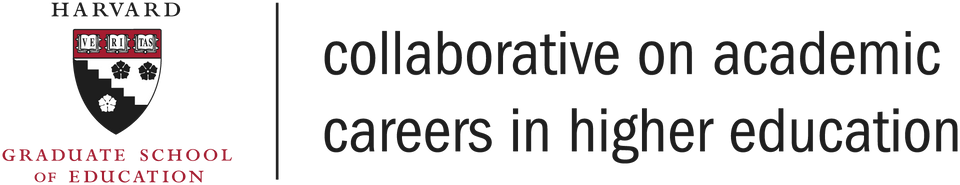 HARVARD
VE RI TAS
GRADUATE SCHOOL
OF EDUCATION
collaborative on academic
careers in higher education